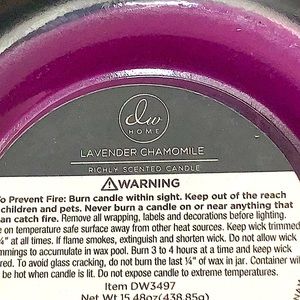 dw
HOME
LAVENDER CHAMOMILE
RICHLY SCENTED CANDLE
⚠WARNING
To Prevent Fire: Burn candle within sight. Keep out of the reach
children and pets. Never burn a candle on or near anything that
an catch fire. Remove all wrapping, labels and decorations before lighting.
e on temperature safe surface away from other heat sources. Keep wick trimmed
¼" at all times. If flame smokes, extinguish and shorten wick. Do not allow wick
mmings to accumulate in wax pool. Burn 3 to 4 hours at a time and keep wick
red. To avoid glass cracking, do not burn the last ¼" of wax in jar. Container will
be hot when candle is lit. Do not expose candle to extreme temperatures.
Item DW3497
Net Wt 15.48oz(438.85g)